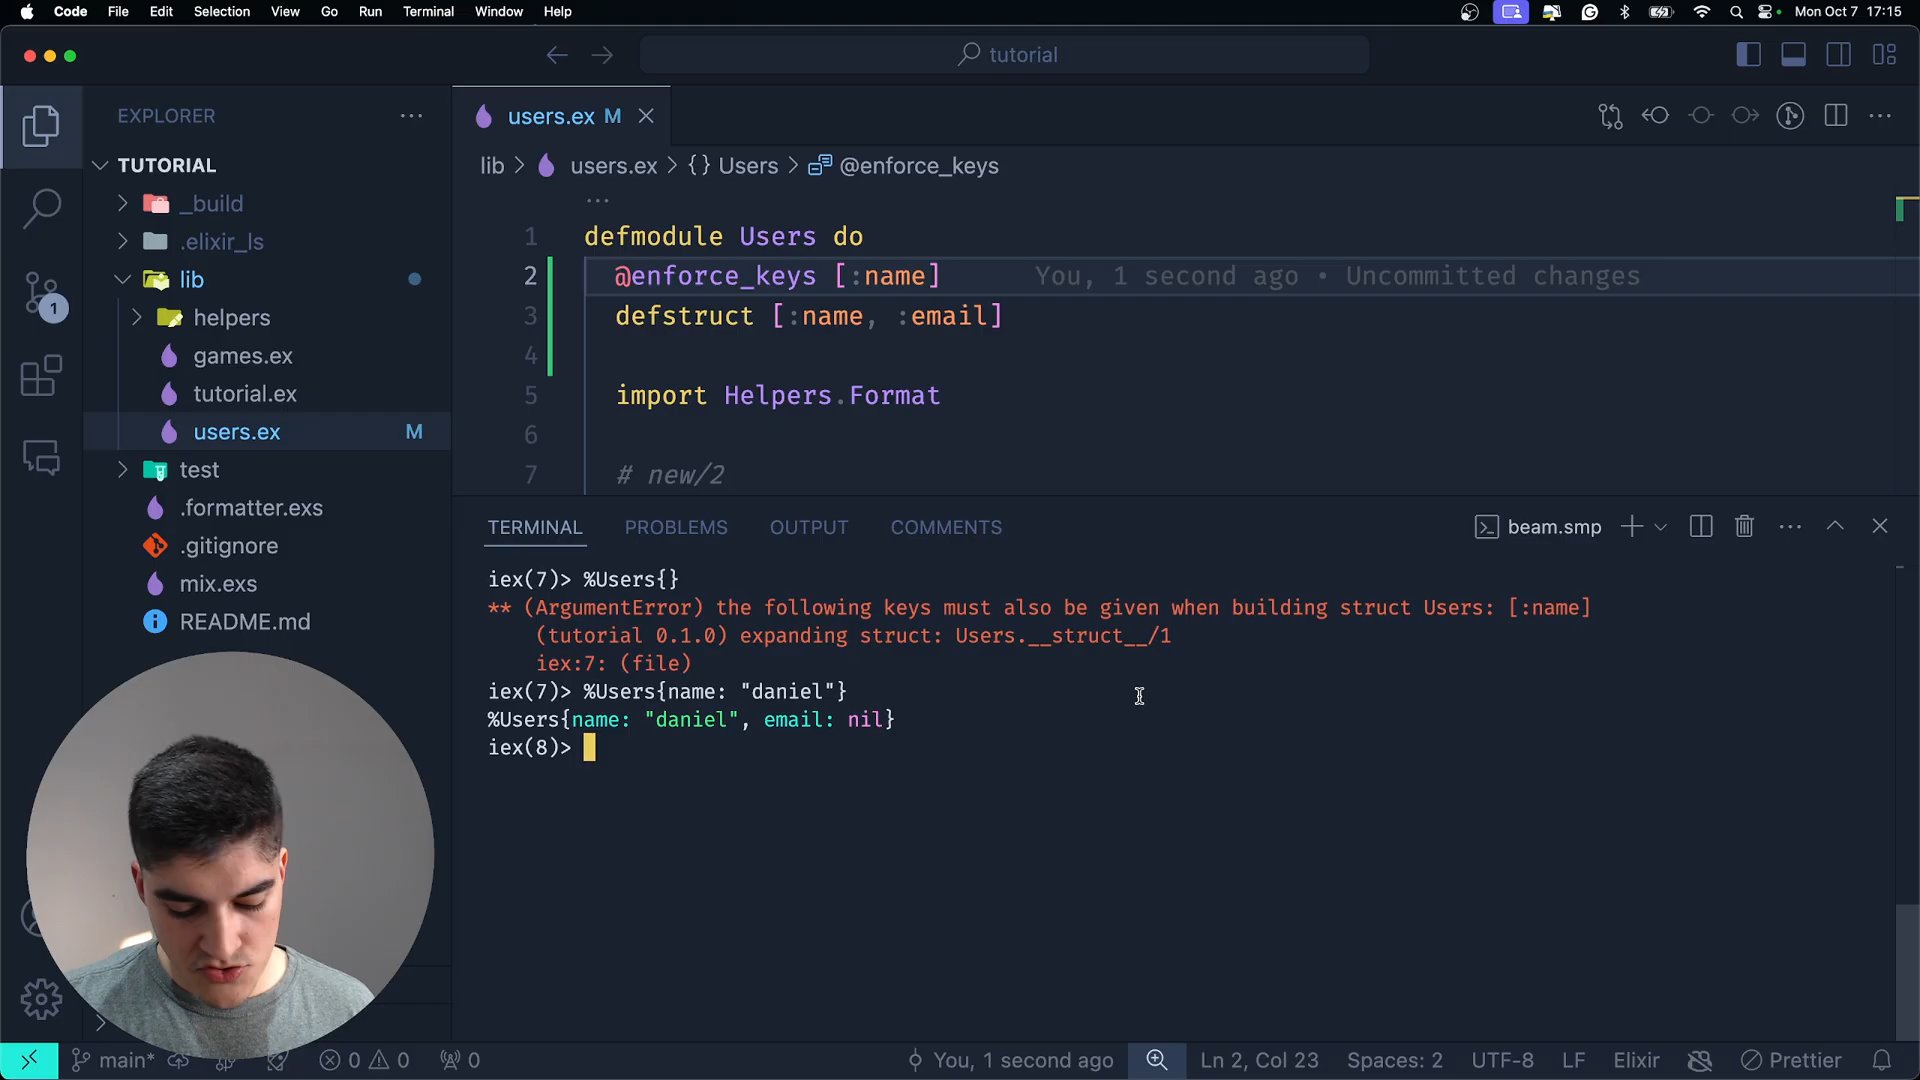 Code File Edit Selection View Go Run Terminal Window Help Mon Oct 7 17:15
tutorial
EXPLORER
TUTORIAL
_build
.elixir_ls
lib
helpers
games.ex
tutorial.ex
users.ex M
test
.formatter.exs
.gitignore
mix.exs
README.md
1
users.ex M
lib > users.ex > {} Users > @enforce_keys
1 defmodule Users do
2 @enforce_keys [:name] You, 1 second ago • Uncommitted changes
3 defstruct [:name, :email]
4
5 import Helpers.Format
6
7 # new/2
TERMINAL PROBLEMS OUTPUT COMMENTS beam.smp
iex(7)> %Users{}
** (ArgumentError) the following keys must also be given when building struct Users: [:name]
(tutorial 0.1.0) expanding struct: Users.__struct__/1
iex:7: (file)
iex(7)> %Users{name: "daniel"}
%Users{name: "daniel", email: nil}
iex(8)>
main* 0 0 0 You, 1 second ago Ln 2, Col 23 Spaces: 2 UTF-8 LF Elixir Prettier